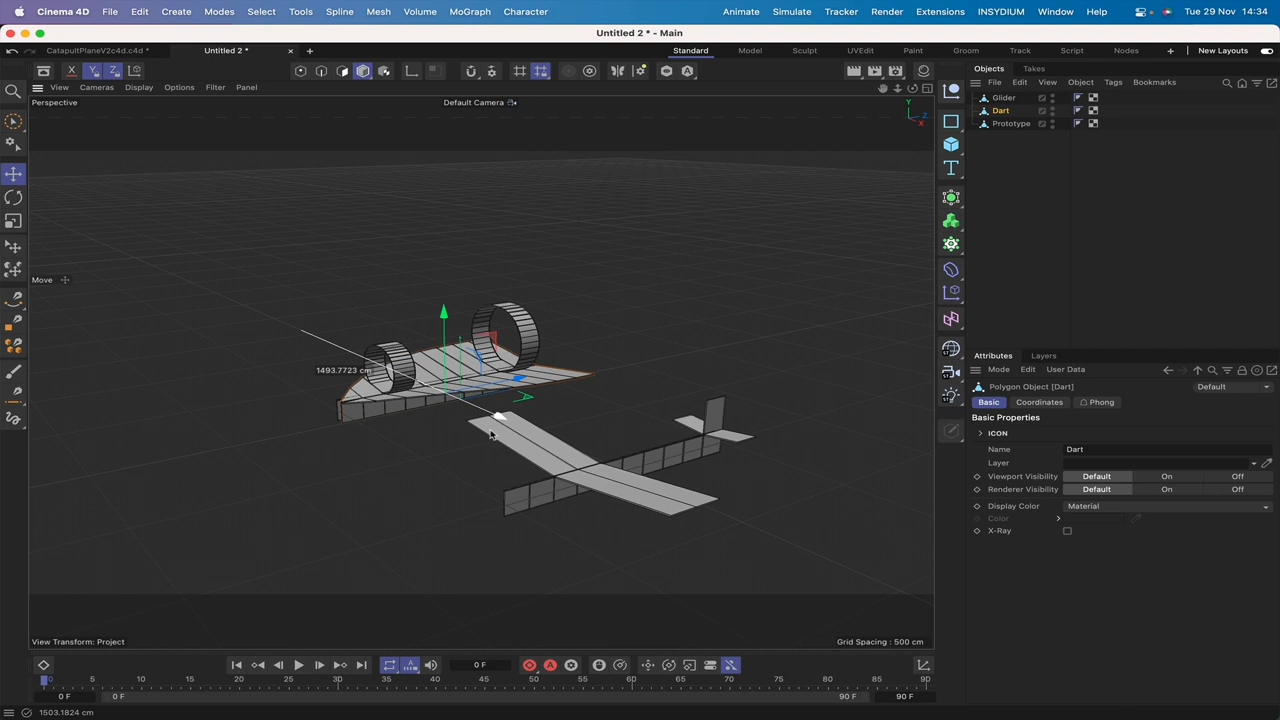 Cinema 4D File Edit Create Modes Select Tools Spline Mesh Volume MoGraph Character Animate Simulate Tracker Render Extensions INSYDIUM Window Help Tue 29 Nov 14:34
Untitled 2 * - Main
CatapultPlaneV2c4d.c4d * Untitled 2 * Standard Model Sculpt UVEdit Paint Groom Track Script Nodes New Layouts
X Y Z
View Cameras Display Options Filter Panel
Perspective Default Camera
Y Z X
Move
1493.7723 cm
View Transform: Project Grid Spacing : 500 cm
Objects Takes
File Edit View Object Tags Bookmarks
Glider
Dart
Prototype
Attributes Layers
Mode Edit User Data
Polygon Object [Dart] Default
Basic Coordinates Phong
Basic Properties
ICON
Name Dart
Layer
Viewport Visibility Default On Off
Renderer Visibility Default On Off
Display Color Material
Color
X-Ray
0 F
0 5 10 15 20 25 30 35 40 45 50 55 60 65 70 75 80 85 90
0 F 0 F 90 F 90 F
1503.1824 cm